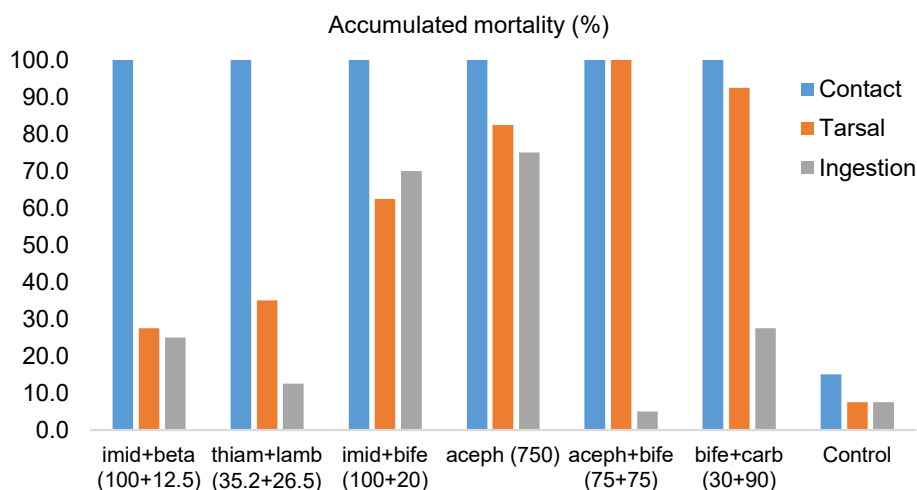 Accumulated mortality (%)
100.0
90.0
80.0
70.0
60.0
50.0
40.0
30.0
20.0
10.0
0.0
Contact
Tarsal
Ingestion
imid+beta thiam+lamb imid+bife aceph (750) aceph+bife bife+carb Control
(100+12.5) (35.2+26.5) (100+20) (75+75) (30+90)